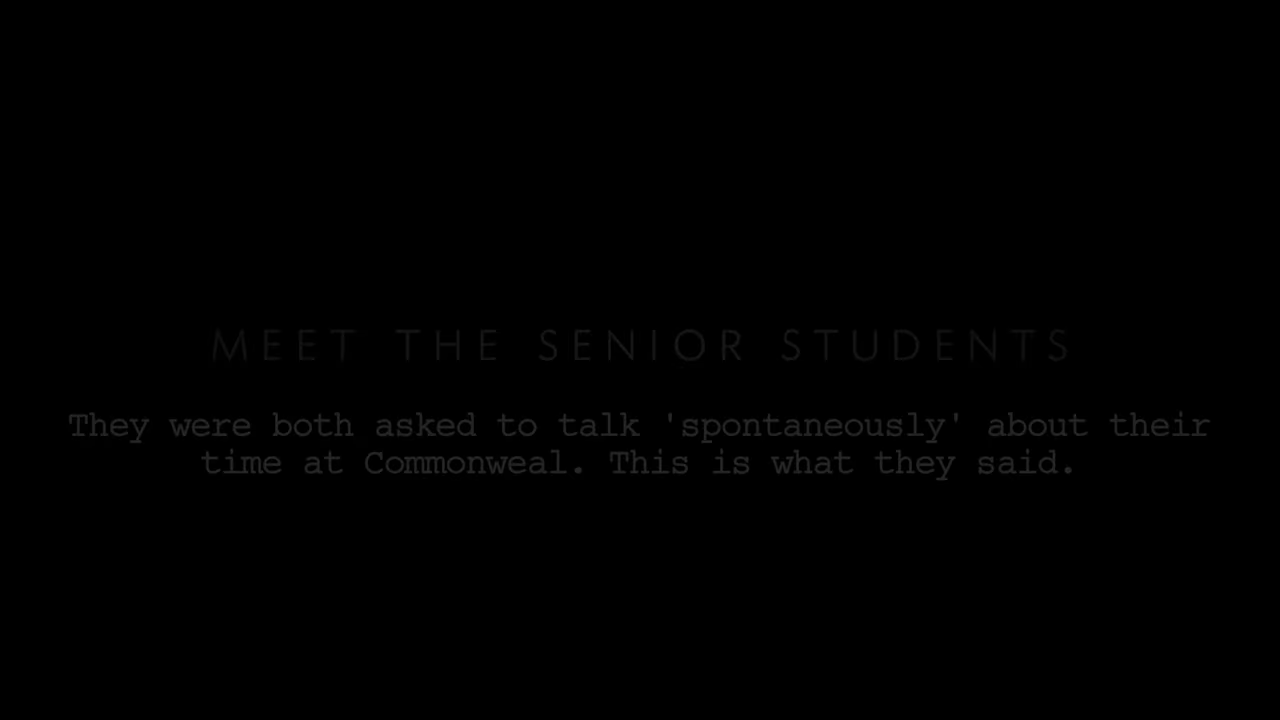 MEET THE SENIOR STUDENTS
They were both asked to talk 'spontaneously' about their
time at Commonweal. This is what they said.